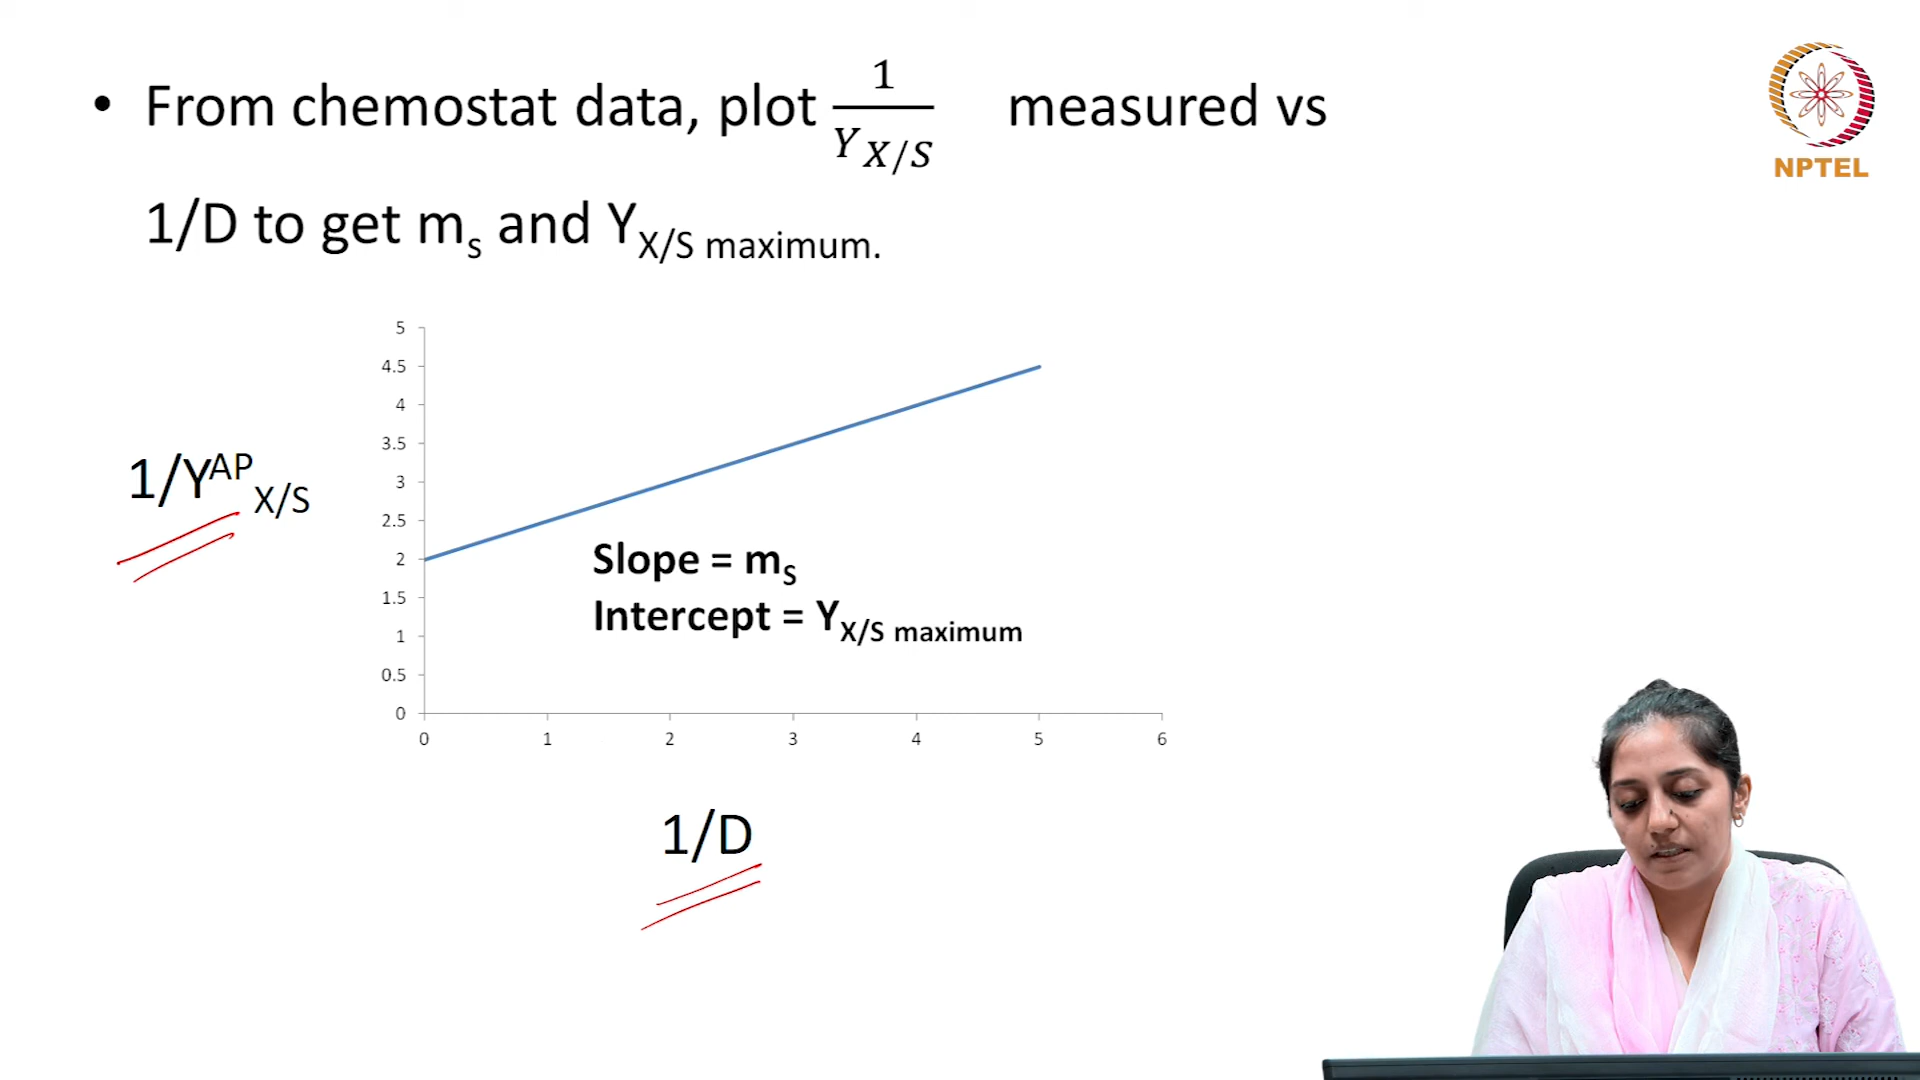 • From chemostat data, plot 1/Y_X/S measured vs
1/D to get m_s and Y_X/S maximum.
NPTEL
5
4.5
4
3.5
3
2.5
2
1.5
1
0.5
0
1/Y^AP_X/S
Slope = m_S
Intercept = Y_X/S maximum
0 1 2 3 4 5 6
1/D